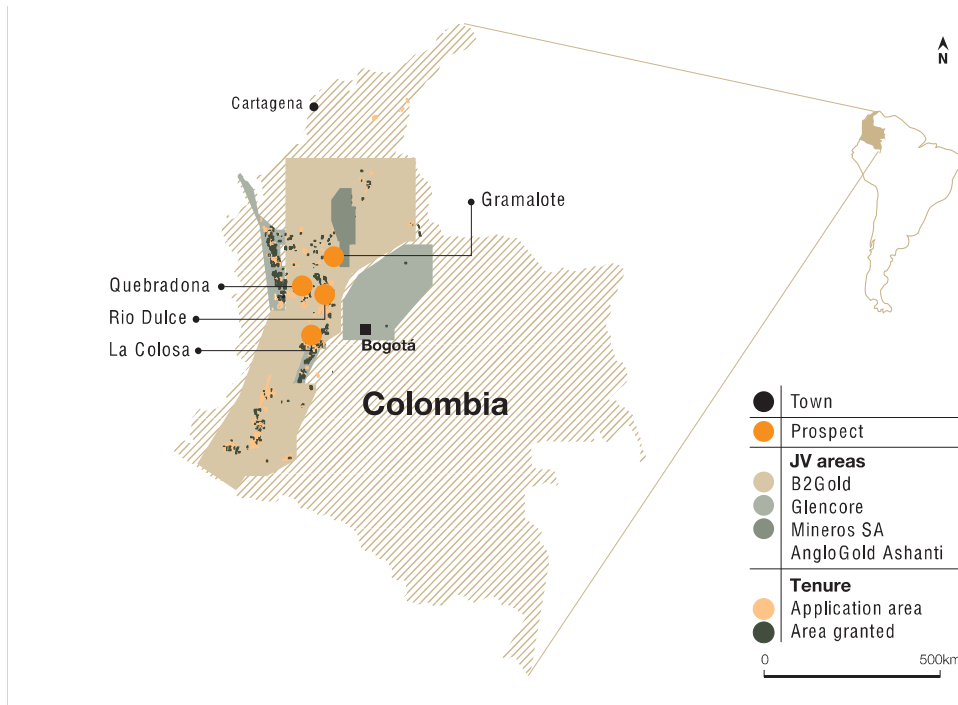 N
Cartagena
Gramalote
Quebradona
Rio Dulce
La Colosa
Bogotá
Colombia
Town
Prospect
JV areas
B2Gold
Glencore
Mineros SA
AngloGold Ashanti
Tenure
Application area
Area granted
0 500km